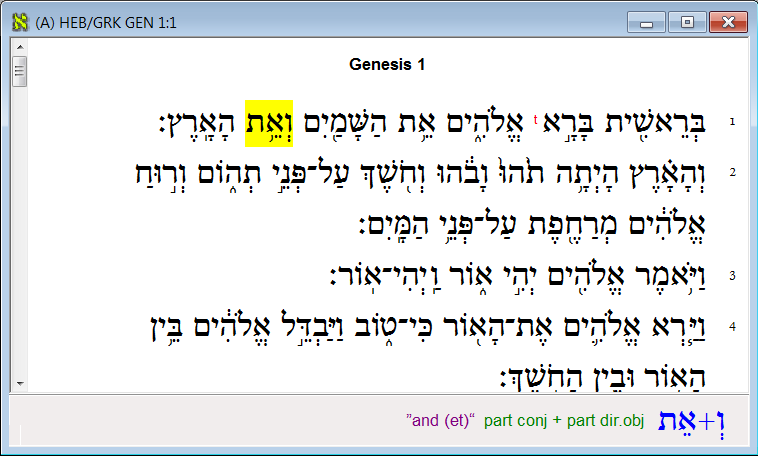 (A) HEB/GRK GEN 1:1
Genesis 1
1 בְּרֵאשִׁ֖ית בָּרָ֣א t אֱלֹהִ֑ים אֵ֥ת הַשָּׁמַ֖יִם וְאֵ֥ת הָאָֽרֶץ׃
2 וְהָאָ֗רֶץ הָיְתָ֥ה תֹ֙הוּ֙ וָבֹ֔הוּ וְחֹ֖שֶׁךְ עַל־פְּנֵ֣י תְה֑וֹם וְר֣וּחַ
אֱלֹהִ֔ים מְרַחֶ֖פֶת עַל־פְּנֵ֥י הַמָּֽיִם׃
3 וַיֹּ֥אמֶר אֱלֹהִ֖ים יְהִ֣י א֑וֹר וַֽיְהִי־אֽוֹר׃
4 וַיַּ֧רְא אֱלֹהִ֛ים אֶת־הָא֖וֹר כִּי־ט֑וֹב וַיַּבְדֵּ֣ל אֱלֹהִ֔ים בֵּ֥ין
הָא֖וֹר וּבֵ֥ין הַחֹֽשֶׁךְ׃
וְ+אֵת part conj + part dir.obj "and (et)“